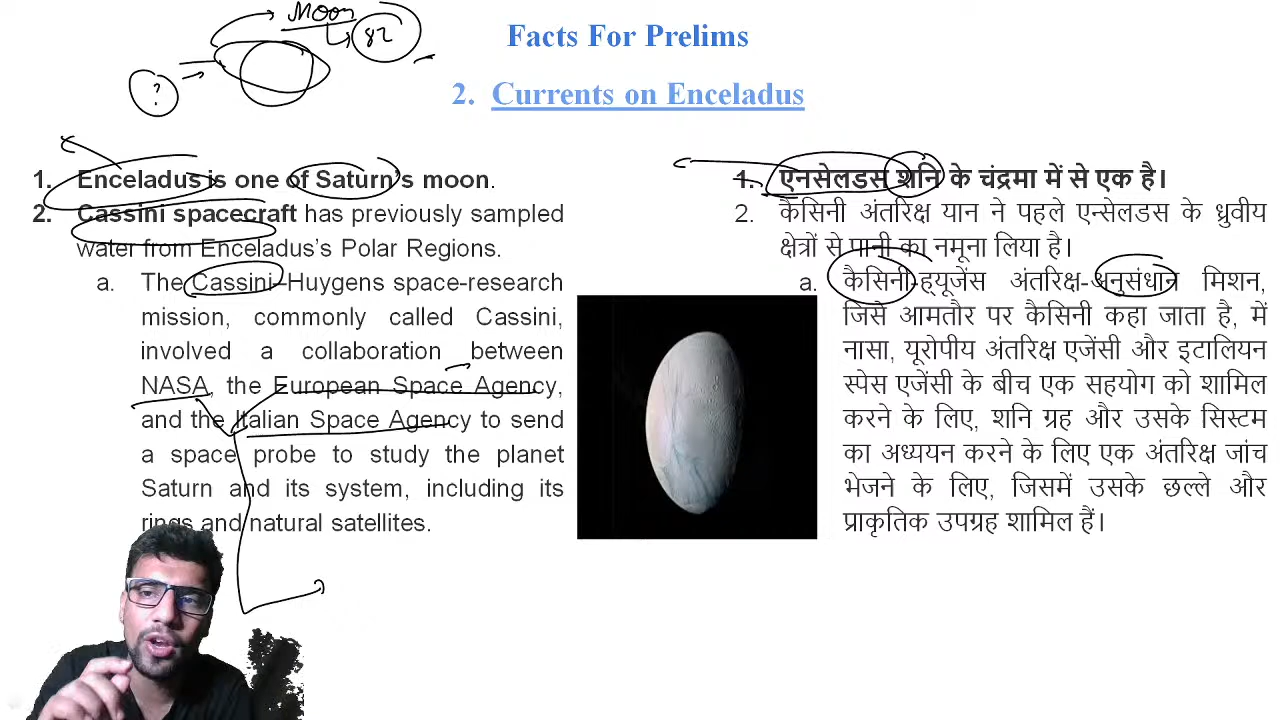 Moon
82
?
Facts For Prelims
2. Currents on Enceladus
1. Enceladus is one of Saturn's moon.
2. Cassini spacecraft has previously sampled
water from Enceladus's Polar Regions.
a. The Cassini-Huygens space-research
mission, commonly called Cassini,
involved a collaboration between
NASA, the European Space Agency,
and the Italian Space Agency to send
a space probe to study the planet
Saturn and its system, including its
rings and natural satellites.
1. एनसेलडस शनि के चंद्रमा में से एक है।
2. कैसिनी अंतरिक्ष यान ने पहले एन्सेलडस के ध्रुवीय
क्षेत्रों से पानी का नमूना लिया है।
a. कैसिनी-ह्यूजेंस अंतरिक्ष-अनुसंधान मिशन,
जिसे आमतौर पर कैसिनी कहा जाता है, में
नासा, यूरोपीय अंतरिक्ष एजेंसी और इटालियन
स्पेस एजेंसी के बीच एक सहयोग को शामिल
करने के लिए, शनि ग्रह और उसके सिस्टम
का अध्ययन करने के लिए एक अंतरिक्ष जांच
भेजने के लिए, जिसमें उसके छल्ले और
प्राकृतिक उपग्रह शामिल हैं।